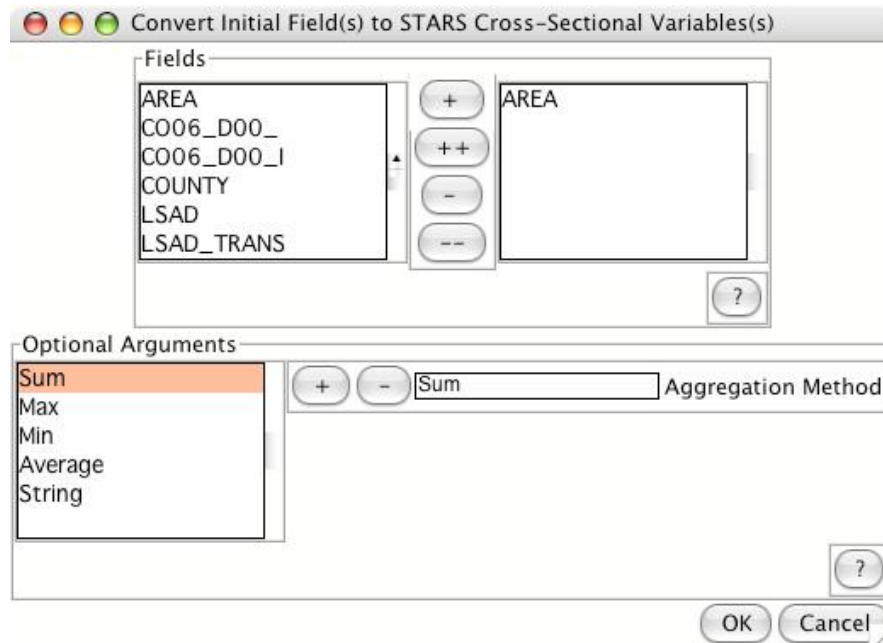 Convert Initial Field(s) to STARS Cross-Sectional Variables(s)
Fields
AREA
CO06_D00_
CO06_D00_I
COUNTY
LSAD
LSAD_TRANS
+
++
-
--
AREA
?
Optional Arguments
Sum
Max
Min
Average
String
+ - Sum Aggregation Method
?
OK Cancel